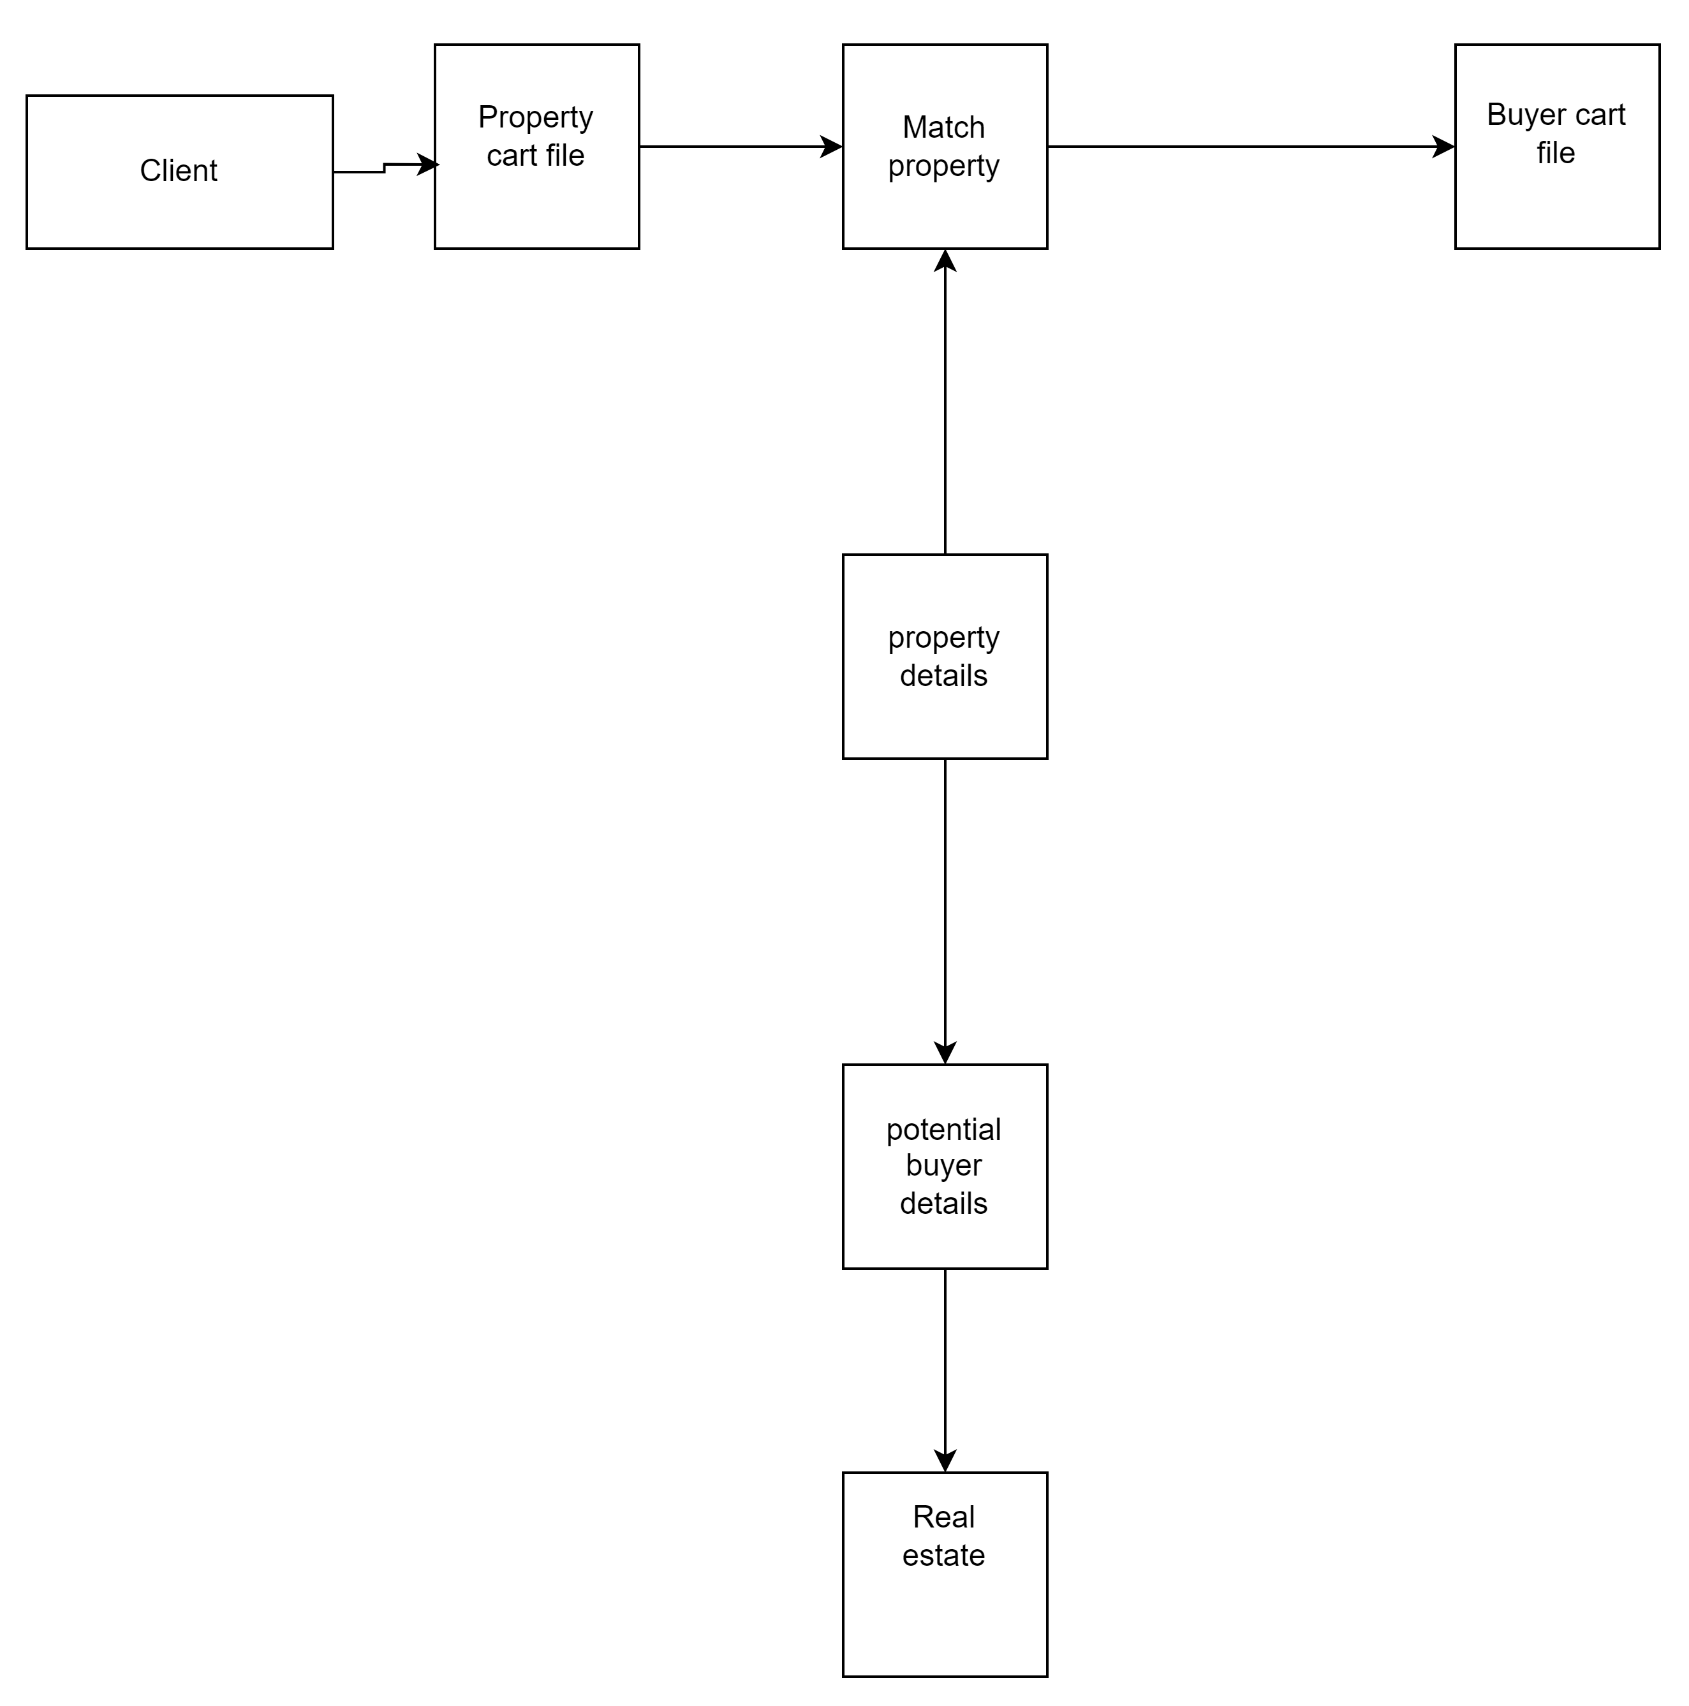 Client
Property
cart file
Match
property
Buyer cart
file
property
details
potential
buyer
details
Real
estate